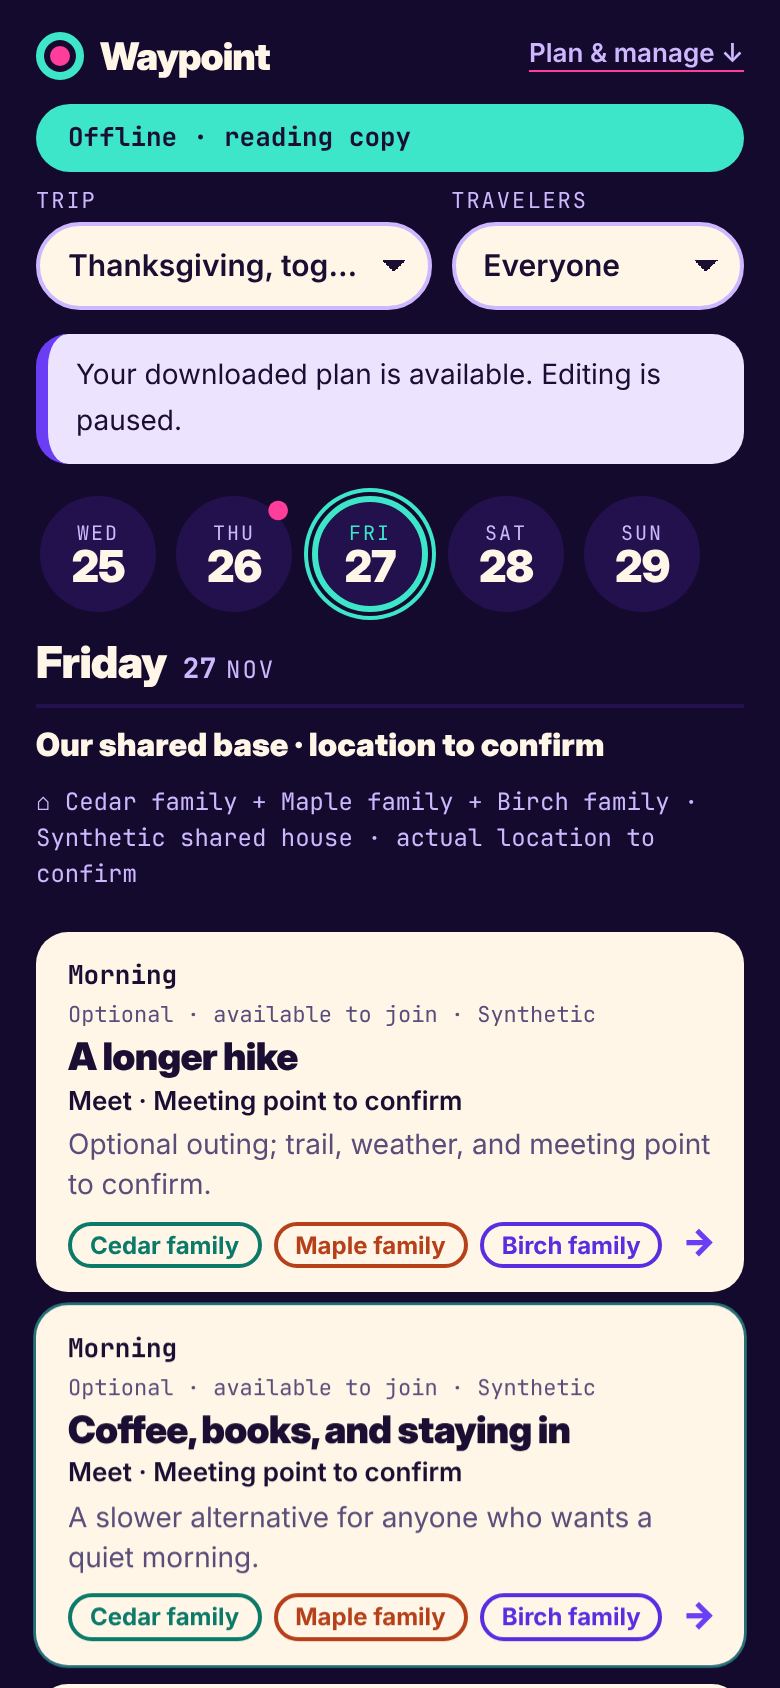 Waypoint
Plan & manage ↓
Offline · reading copy
TRIP
TRAVELERS
Thanksgiving, tog...
Everyone
Your downloaded plan is available. Editing is
paused.
WED
25
THU
26
FRI
27
SAT
28
SUN
29
Friday 27 NOV
Our shared base · location to confirm
⌂ Cedar family + Maple family + Birch family ·
Synthetic shared house · actual location to
confirm
Morning
Optional · available to join · Synthetic
A longer hike
Meet · Meeting point to confirm
Optional outing; trail, weather, and meeting point
to confirm.
Cedar family Maple family Birch family →
Morning
Optional · available to join · Synthetic
Coffee, books, and staying in
Meet · Meeting point to confirm
A slower alternative for anyone who wants a
quiet morning.
Cedar family Maple family Birch family →